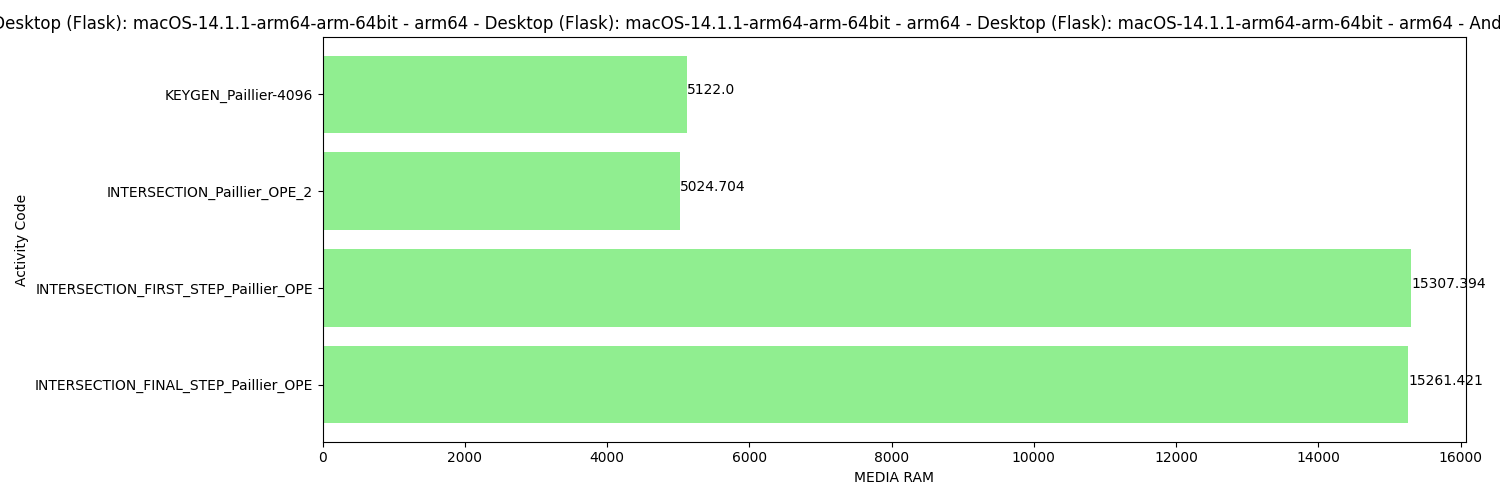 Desktop (Flask): macOS-14.1.1-arm64-arm-64bit - arm64 - Desktop (Flask): macOS-14.1.1-arm64-arm-64bit - arm64 - Desktop (Flask): macOS-14.1.1-arm64-arm-64bit - arm64 - And
KEYGEN_Paillier-4096
5122.0
INTERSECTION_Paillier_OPE_2
5024.704
Activity Code
INTERSECTION_FIRST_STEP_Paillier_OPE
15307.394
INTERSECTION_FINAL_STEP_Paillier_OPE
15261.421
0 2000 4000 6000 8000 10000 12000 14000 16000
MEDIA RAM